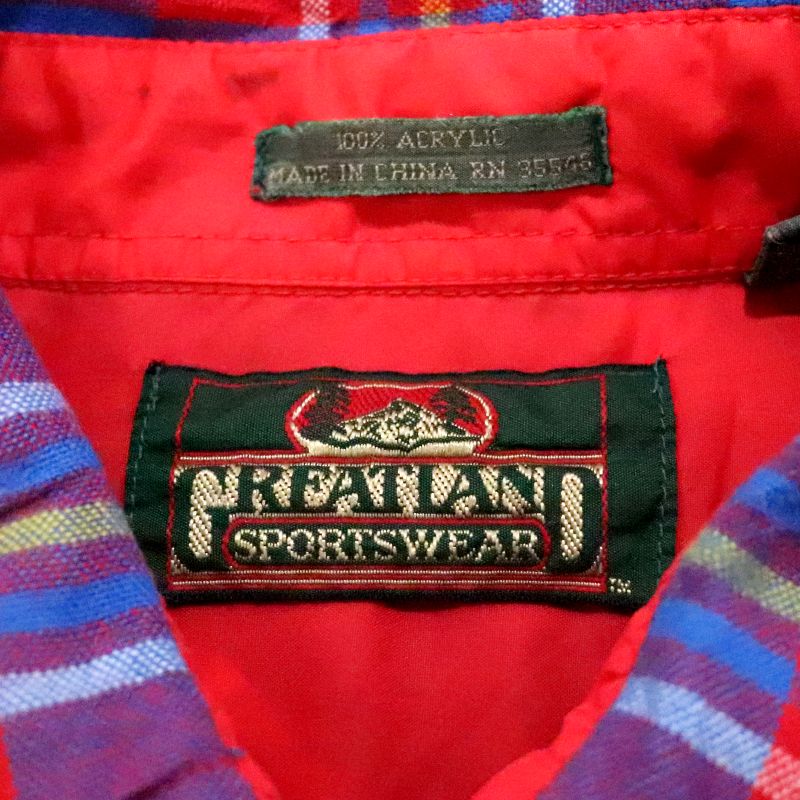 100% ACRYLIC
MADE IN CHINA RN
GREATLAND
SPORTSWEAR
TM